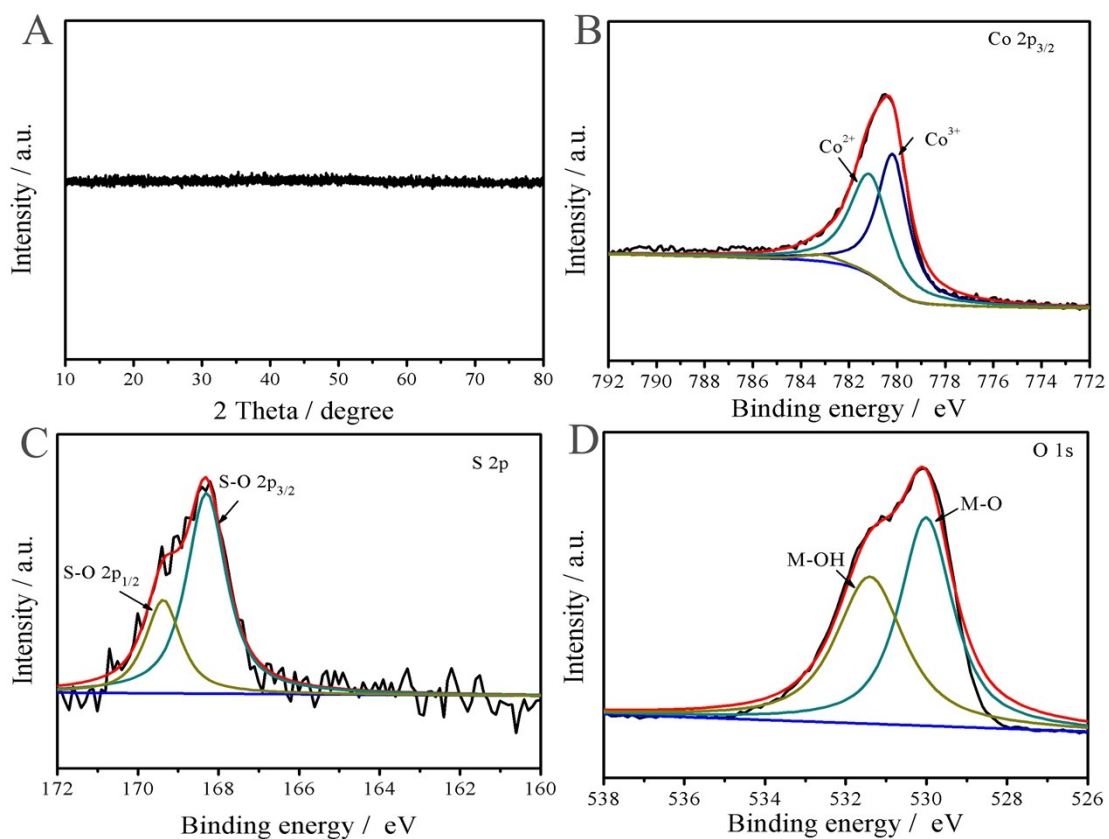 A
Intensity / a.u.
10 20 30 40 50 60 70 80
2 Theta / degree
B
Co 2p3/2
Co2+
Co3+
Intensity / a.u.
792 790 788 786 784 782 780 778 776 774 772
Binding energy / eV
C
S 2p
S-O 2p3/2
S-O 2p1/2
Intensity / a.u.
172 170 168 166 164 162 160
Binding energy / eV
D
O 1s
M-O
M-OH
Intensity / a.u.
538 536 534 532 530 528 526
Binding energy / eV